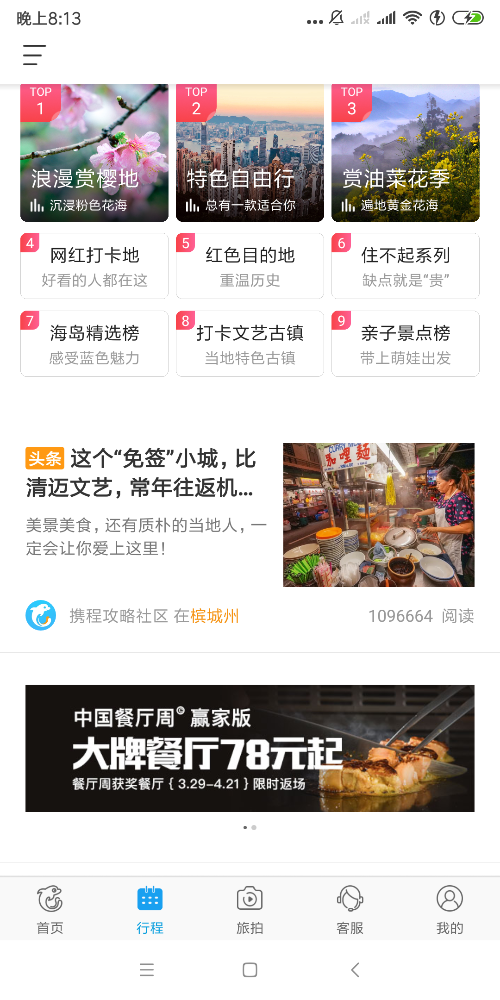 晚上8:13
TOP
1
浪漫赏樱地
沉浸粉色花海
TOP
2
特色自由行
总有一款适合你
TOP
3
赏油菜花季
遍地黄金花海
4
网红打卡地
好看的人都在这
5
红色目的地
重温历史
6
住不起系列
缺点就是“贵”
7
海岛精选榜
感受蓝色魅力
8
打卡文艺古镇
当地特色古镇
9
亲子景点榜
带上萌娃出发
头条 这个“免签”小城，比
清迈文艺，常年往返机...
美景美食，还有质朴的当地人，一
定会让你爱上这里！
CURRY MEE
咖哩麵
RM4.00
携程攻略社区 在槟城州
1096664 阅读
中国餐厅周© 赢家版
大牌餐厅78元起
餐厅周获奖餐厅 { 3.29-4.21 } 限时返场
首页
行程
旅拍
客服
我的